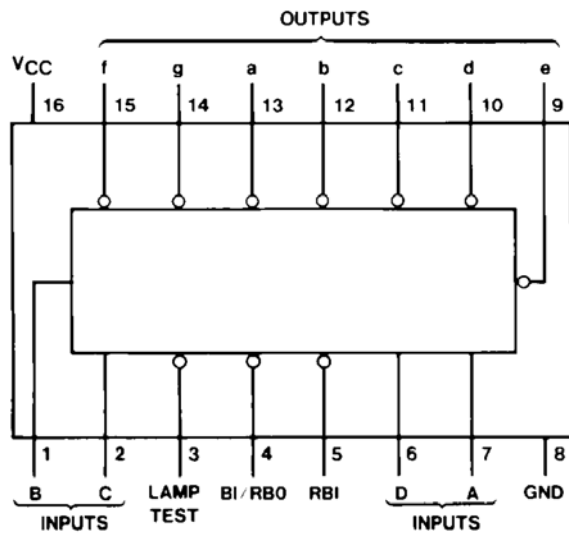 OUTPUTS
VCC f g a b c d e
16 15 14 13 12 11 10 9
1 2 3 4 5 6 7 8
B C LAMP TEST BI/RBO RBI D A GND
INPUTS INPUTS